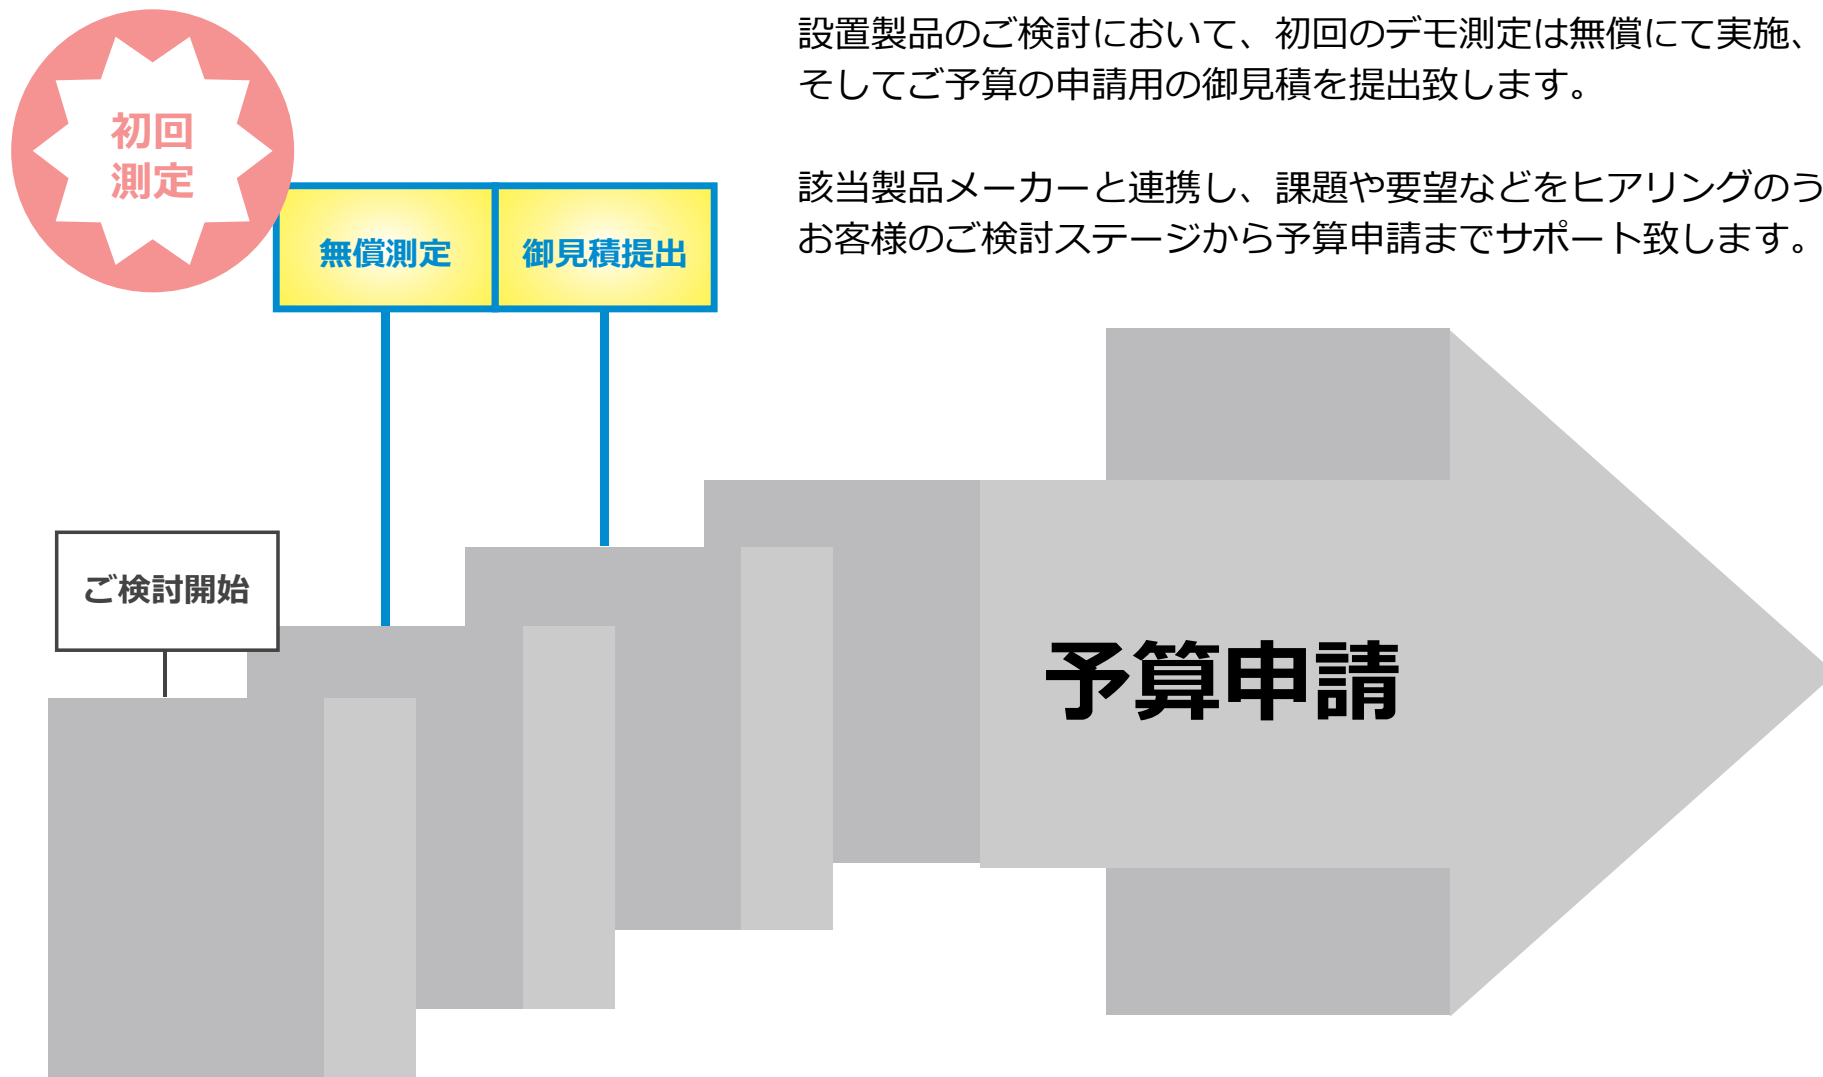 設置製品のご検討において、初回のデモ測定は無償にて実施、
そしてご予算の申請用の御見積を提出致します。
該当製品メーカーと連携し、課題や要望などをヒアリングのう
お客様のご検討ステージから予算申請までサポート致します。
初回
測定
無償測定
御見積提出
ご検討開始
予算申請